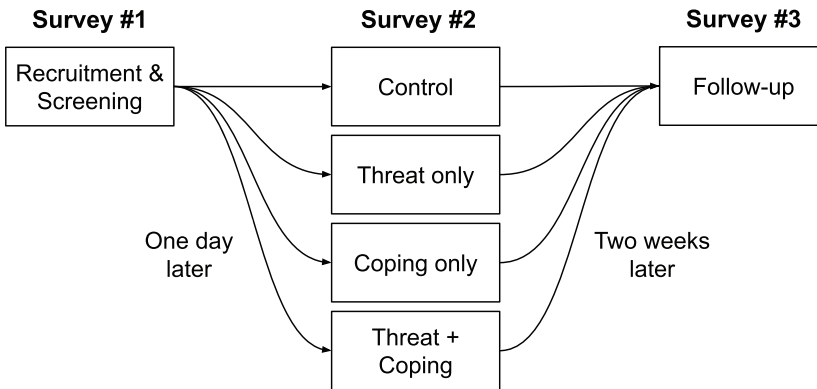 Survey #1
Survey #2
Survey #3
Recruitment &
Screening
Control
Follow-up
Threat only
One day
later
Coping only
Two weeks
later
Threat +
Coping